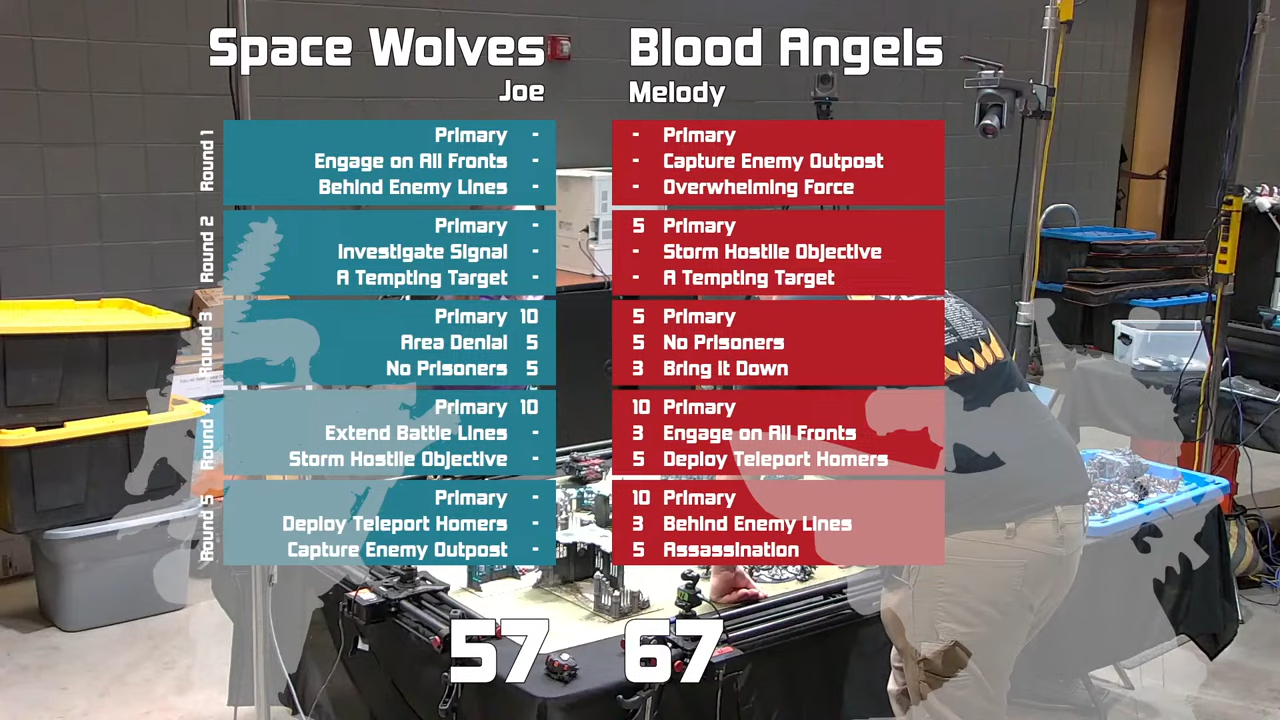 Space Wolves
Joe
Round 1
Primary -
Engage on All Fronts -
Behind Enemy Lines -
Round 2
Primary -
Investigate Signal -
A Tempting Target -
Round 3
Primary 10
Area Denial 5
No Prisoners 5
Round 4
Primary 10
Extend Battle Lines -
Storm Hostile Objective -
Round 5
Primary -
Deploy Teleport Homers -
Capture Enemy Outpost -
57
Blood Angels
Melody
- Primary
- Capture Enemy Outpost
- Overwhelming Force
5 Primary
- Storm Hostile Objective
- A Tempting Target
5 Primary
5 No Prisoners
3 Bring it Down
10 Primary
3 Engage on All Fronts
5 Deploy Teleport Homers
10 Primary
3 Behind Enemy Lines
5 Assassination
67